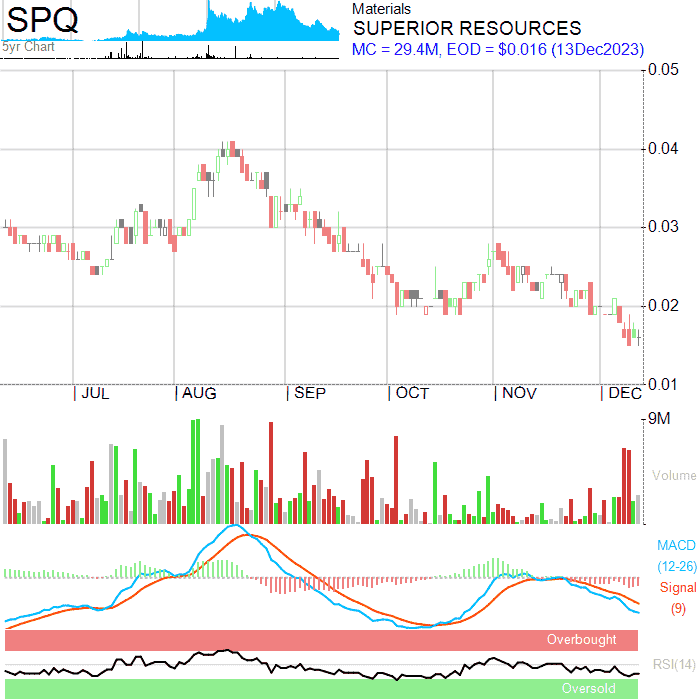 SPQ
5yr Chart
Materials
SUPERIOR RESOURCES
MC = 29.4M, EOD = $0.016 (13Dec2023)
0.05
0.04
0.03
0.02
0.01
JUL AUG SEP OCT NOV DEC
9M
Volume
MACD
(12-26)
Signal
(9)
Overbought
RSI(14)
Oversold